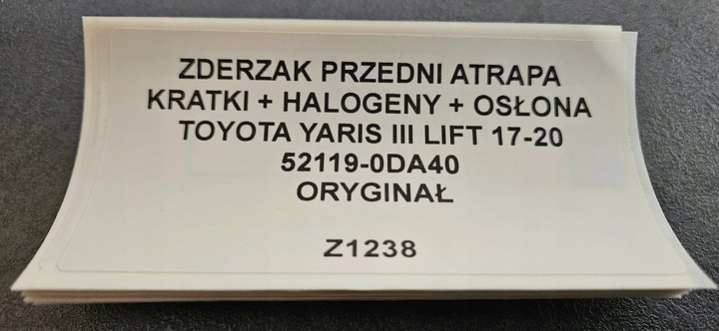 ZDERZAK PRZEDNI ATRAPA
KRATKI + HALOGENY + OSŁONA
TOYOTA YARIS III LIFT 17-20
52119-0DA40
ORYGINAŁ
Z1238